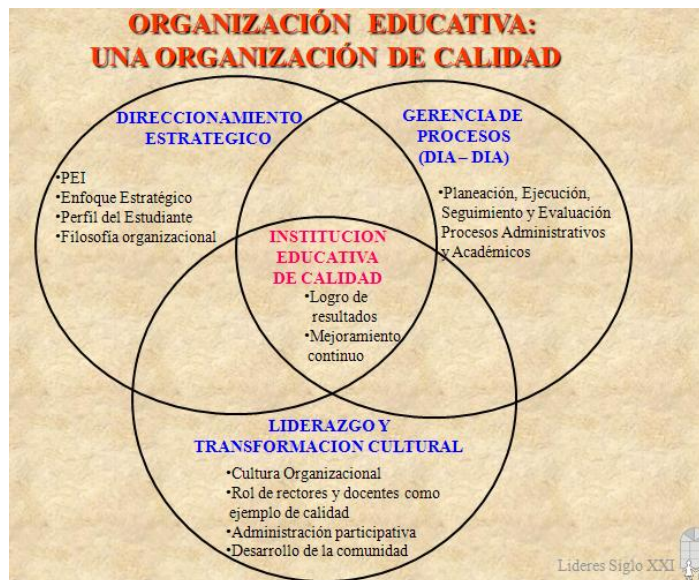 ORGANIZACIÓN EDUCATIVA:
UNA ORGANIZACIÓN DE CALIDAD
DIRECCIONAMIENTO
ESTRATEGICO
•PEI
•Enfoque Estratégico
•Perfil del Estudiante
•Filosofía organizacional
GERENCIA DE
PROCESOS
(DIA – DIA)
•Planeación, Ejecución,
Seguimiento y Evaluación
Procesos Administrativos
y Académicos
INSTITUCION
EDUCATIVA
DE CALIDAD
•Logro de
resultados
•Mejoramiento
continuo
LIDERAZGO Y
TRANSFORMACION CULTURAL
•Cultura Organizacional
•Rol de rectores y docentes como
ejemplo de calidad
•Administración participativa
•Desarrollo de la comunidad
Lideres Siglo XXI